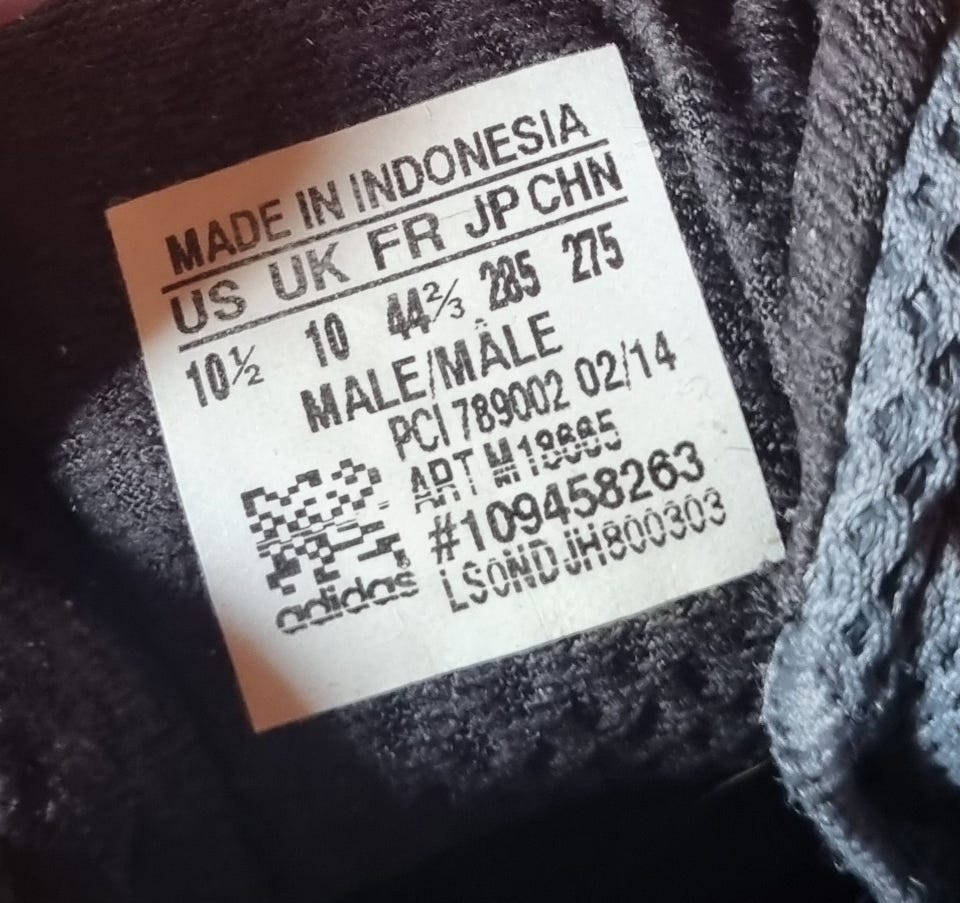 MADE IN INDONESIA
US UK FR JP CHN
10½ 10 44⅔ 285 275
MALE/MÂLE
PCI 789002 02/14
ART
#109458263
adidas